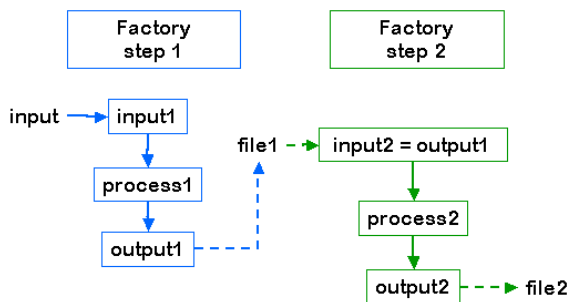 Factory
step 1
input
input1
process1
output1
file1
Factory
step 2
input2 = output1
process2
output2
file2